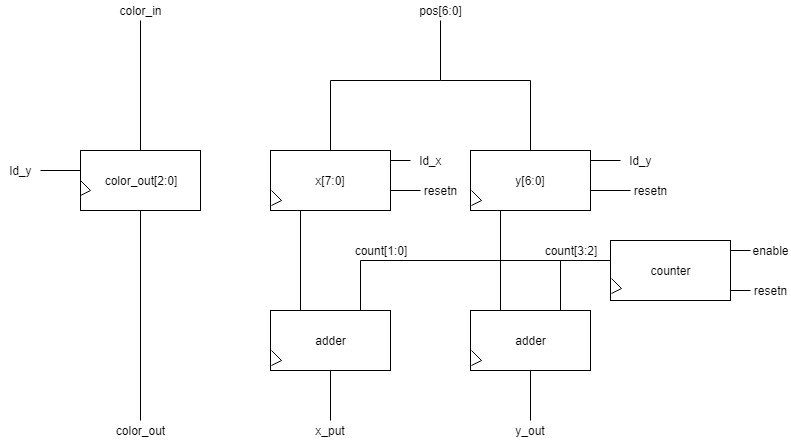 color_in
pos[6:0]
ld_y
color_out[2:0]
x[7:0]
ld_x
resetn
y[6:0]
ld_y
resetn
count[1:0]
count[3:2]
counter
enable
resetn
adder
adder
color_out
x_put
y_out